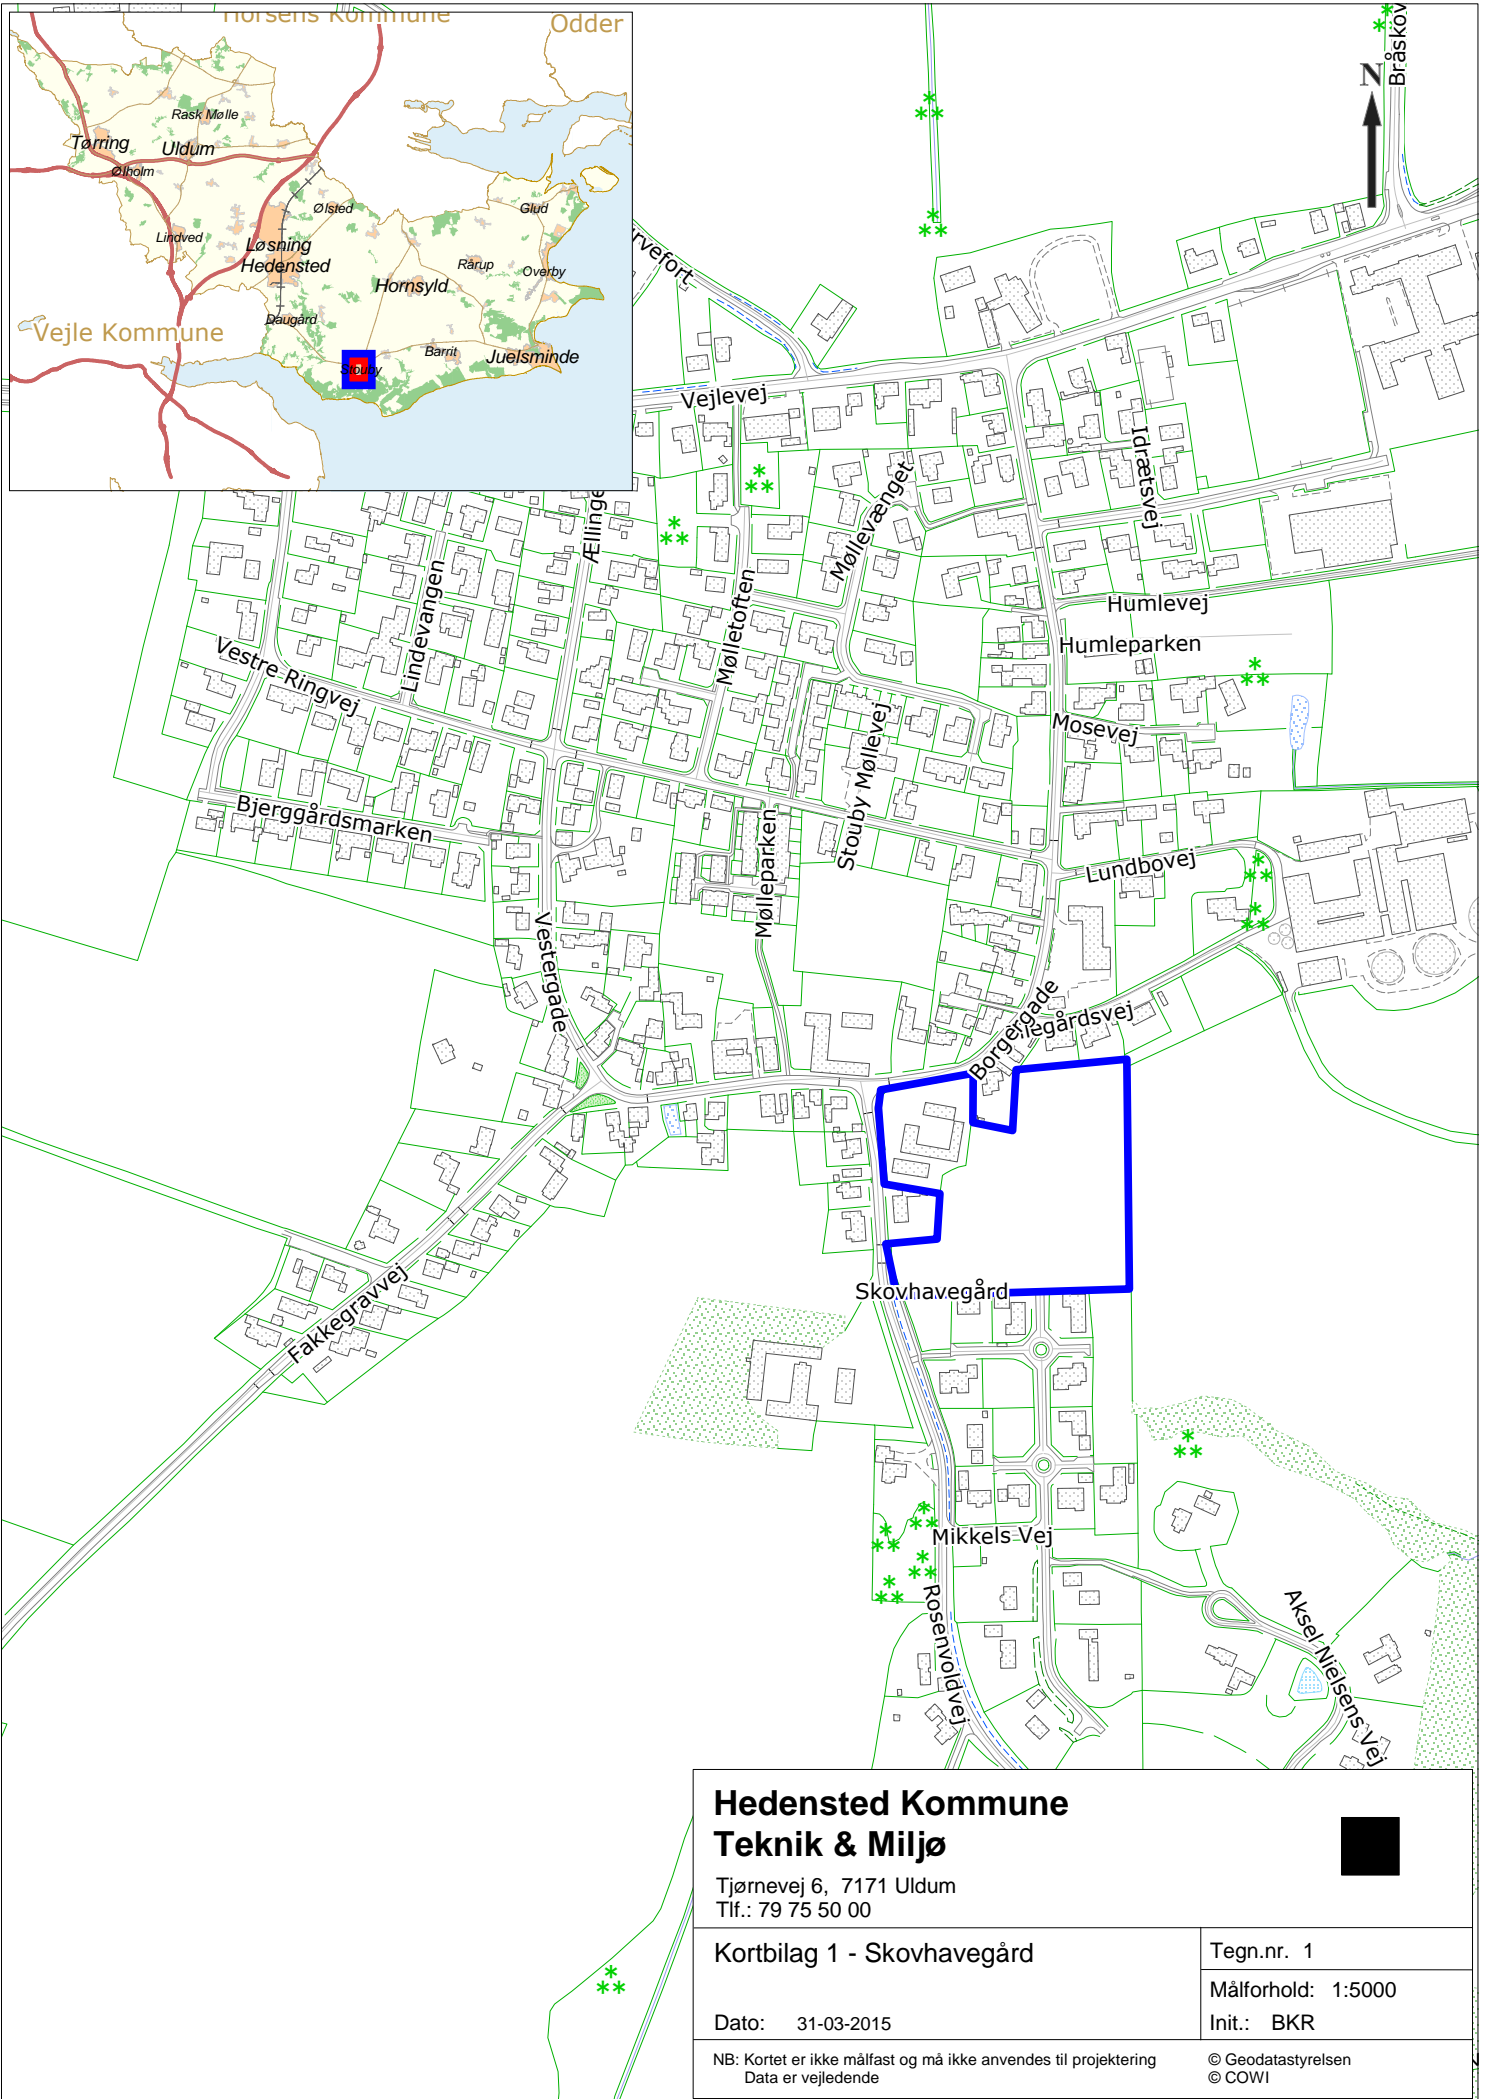 Horsens Kommune
Odder
Rask Mølle
Tørring
Uldum
Ølholm
Ølsted
Glud
Lindved
Løsning
Hedensted
Rårup
Overby
Hornsyld
Daugård
Vejle Kommune
Barrit
Juelsminde
Stouby
N
Bråskov
rvefort
Vejlevej
Idrætsvej
Møllevænget
Ællinge
Lindevangen
Mølletoften
Humlevej
Humleparken
Vestre Ringvej
Mosevej
Stouby Møllevej
Bjerggårdsmarken
Mølleparken
Lundbovej
Vestergade
Borgergade
legårdsvej
Fakkegravvej
Skovhavegård
Mikkels Vej
Rosenvoldvej
Aksel Nielsens Vej
Hedensted Kommune
Teknik & Miljø
Tjørnevej 6, 7171 Uldum
Tlf.: 79 75 50 00
Kortbilag 1 - Skovhavegård
Tegn.nr. 1
Målforhold: 1:5000
Dato: 31-03-2015
Init.: BKR
NB: Kortet er ikke målfast og må ikke anvendes til projektering
Data er vejledende
© Geodatastyrelsen
© COWI